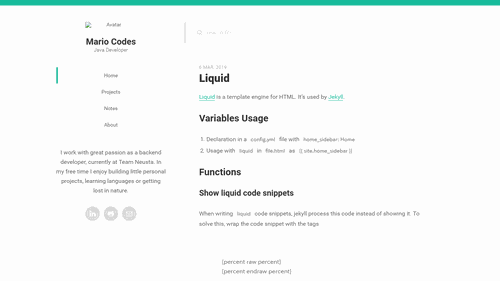 Avatar
Mario Codes
Java Developer
Home
Projects
Notes
About
I work with great passion as a backend
developer, currently at Team Neusta. In
my free time I enjoy building little personal
projects, learning languages or getting
lost in nature.
6 MAR, 2019
Liquid
Liquid is a template engine for HTML. It's used by Jekyll.
Variables Usage
1. Declaration in a _config.yml file with home_sidebar: Home
2. Usage with liquid in file.html as {{ site.home_sidebar }}
Functions
Show liquid code snippets
When writing liquid code snippets, jekyll process this code instead of showing it. To
solve this, wrap the code snippet with the tags
{percent raw percent}
{percent endraw percent}